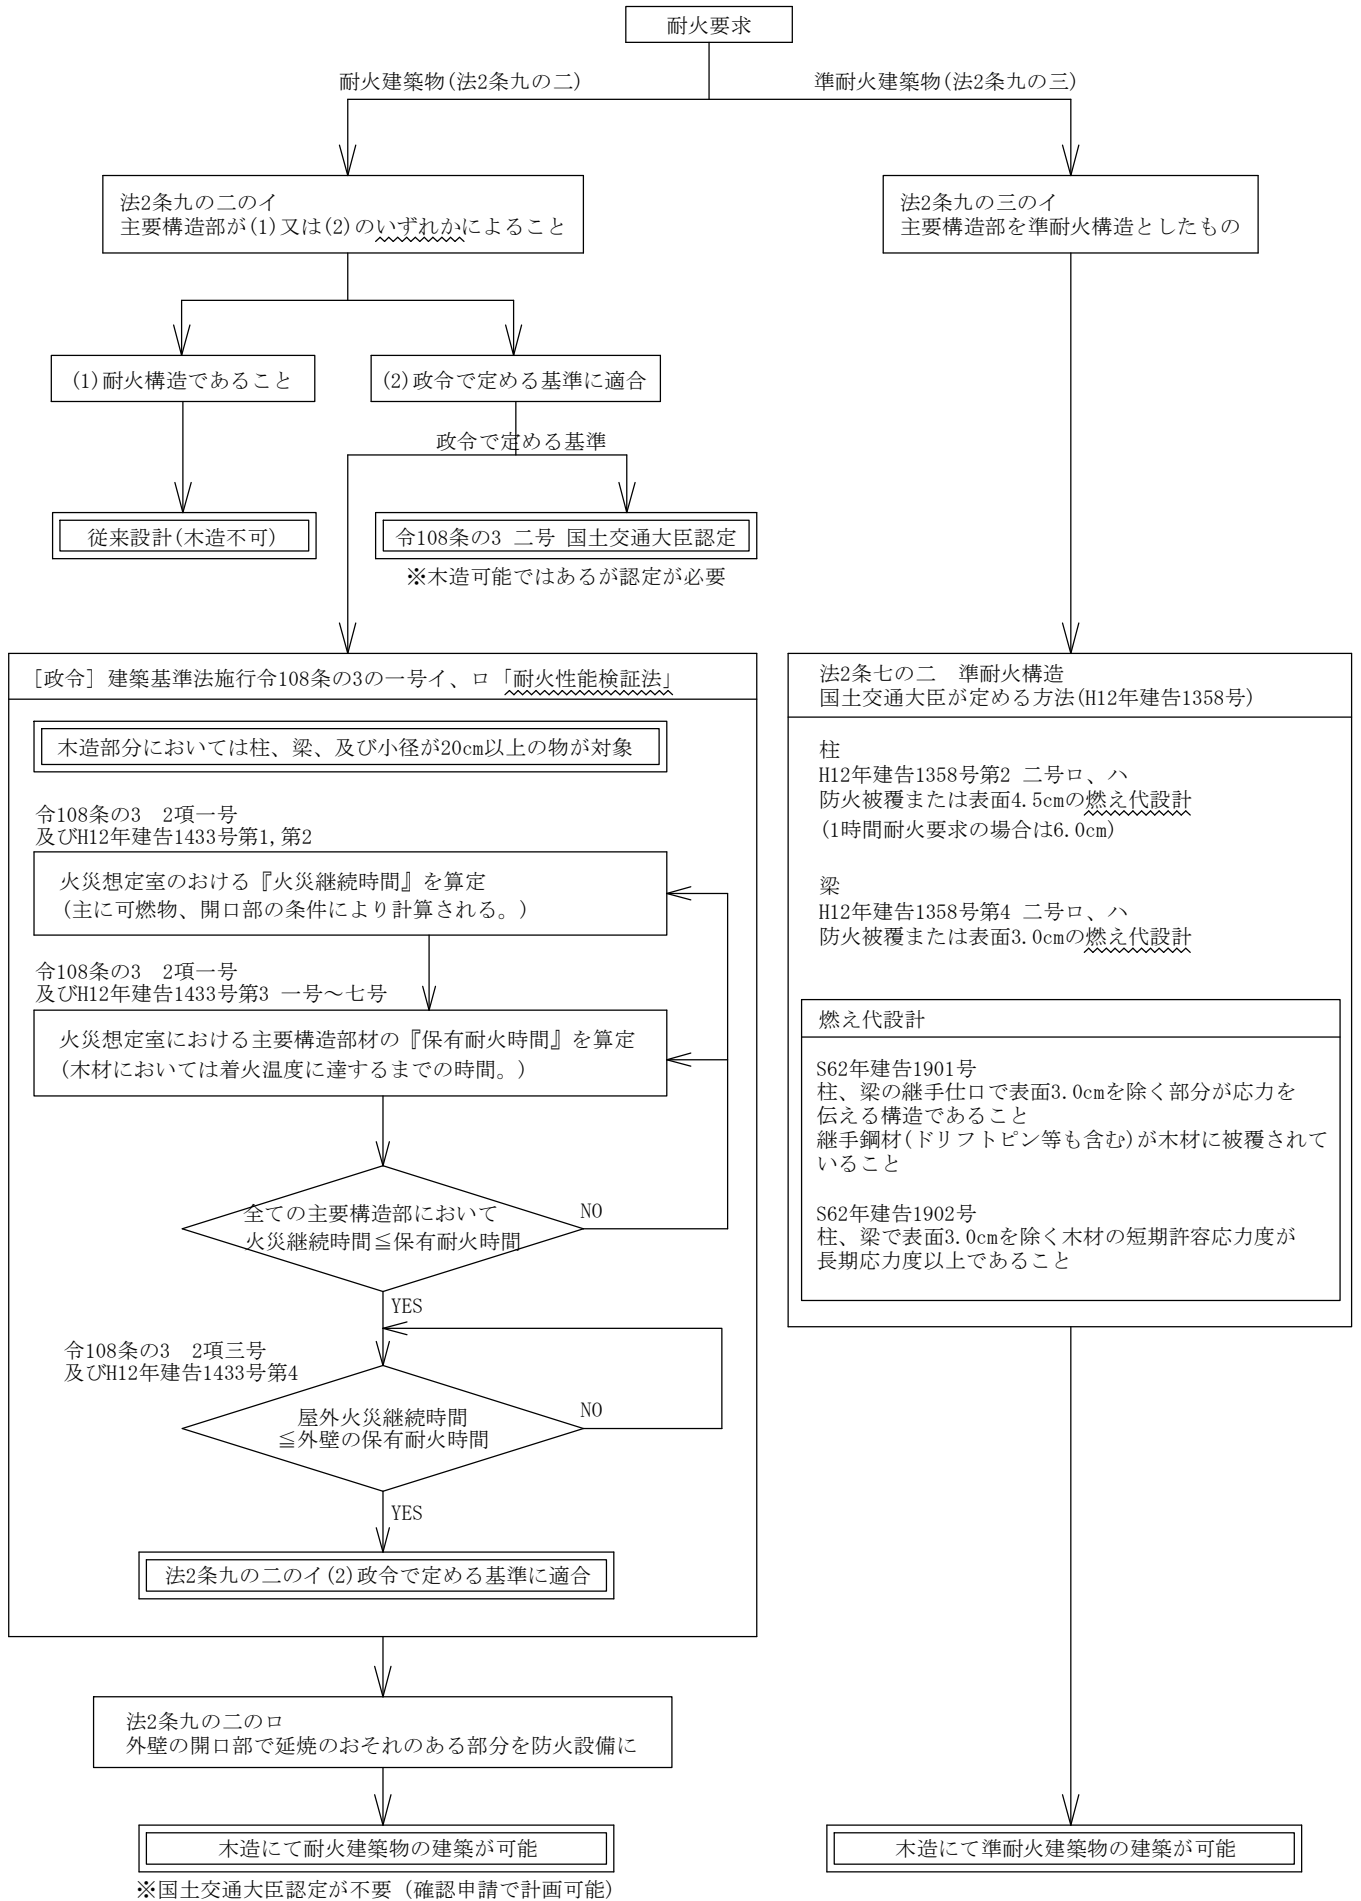 耐火要求
耐火建築物(法2条九の二)
準耐火建築物(法2条九の三)
法2条九の二のイ
主要構造部が(1)又は(2)のいずれかによること
法2条九の三のイ
主要構造部を準耐火構造としたもの
(1)耐火構造であること
(2)政令で定める基準に適合
政令で定める基準
従来設計(木造不可)
令108条の3 二号 国土交通大臣認定
※木造可能ではあるが認定が必要
[政令] 建築基準法施行令108条の3の一号イ、ロ「耐火性能検証法」
木造部分においては柱、梁、及び小径が20cm以上の物が対象
令108条の3 2項一号
及びH12年建告1433号第1,第2
火災想定室のおける『火災継続時間』を算定
(主に可燃物、開口部の条件により計算される。)
令108条の3 2項一号
及びH12年建告1433号第3 一号〜七号
火災想定室における主要構造部材の『保有耐火時間』を算定
(木材においては着火温度に達するまでの時間。)
全ての主要構造部において
火災継続時間≦保有耐火時間
NO
YES
令108条の3 2項三号
及びH12年建告1433号第4
屋外火災継続時間
≦外壁の保有耐火時間
NO
YES
法2条九の二のイ(2)政令で定める基準に適合
法2条九の二のロ
外壁の開口部で延焼のおそれのある部分を防火設備に
木造にて耐火建築物の建築が可能
※国土交通大臣認定が不要 (確認申請で計画可能)
法2条七の二 準耐火構造
国土交通大臣が定める方法(H12年建告1358号)
柱
H12年建告1358号第2 二号ロ、ハ
防火被覆または表面4.5cmの燃え代設計
(1時間耐火要求の場合は6.0cm)
梁
H12年建告1358号第4 二号ロ、ハ
防火被覆または表面3.0cmの燃え代設計
燃え代設計
S62年建告1901号
柱、梁の継手仕口で表面3.0cmを除く部分が応力を
伝える構造であること
継手鋼材(ドリフトピン等も含む)が木材に被覆されて
いること
S62年建告1902号
柱、梁で表面3.0cmを除く木材の短期許容応力度が
長期応力度以上であること
木造にて準耐火建築物の建築が可能